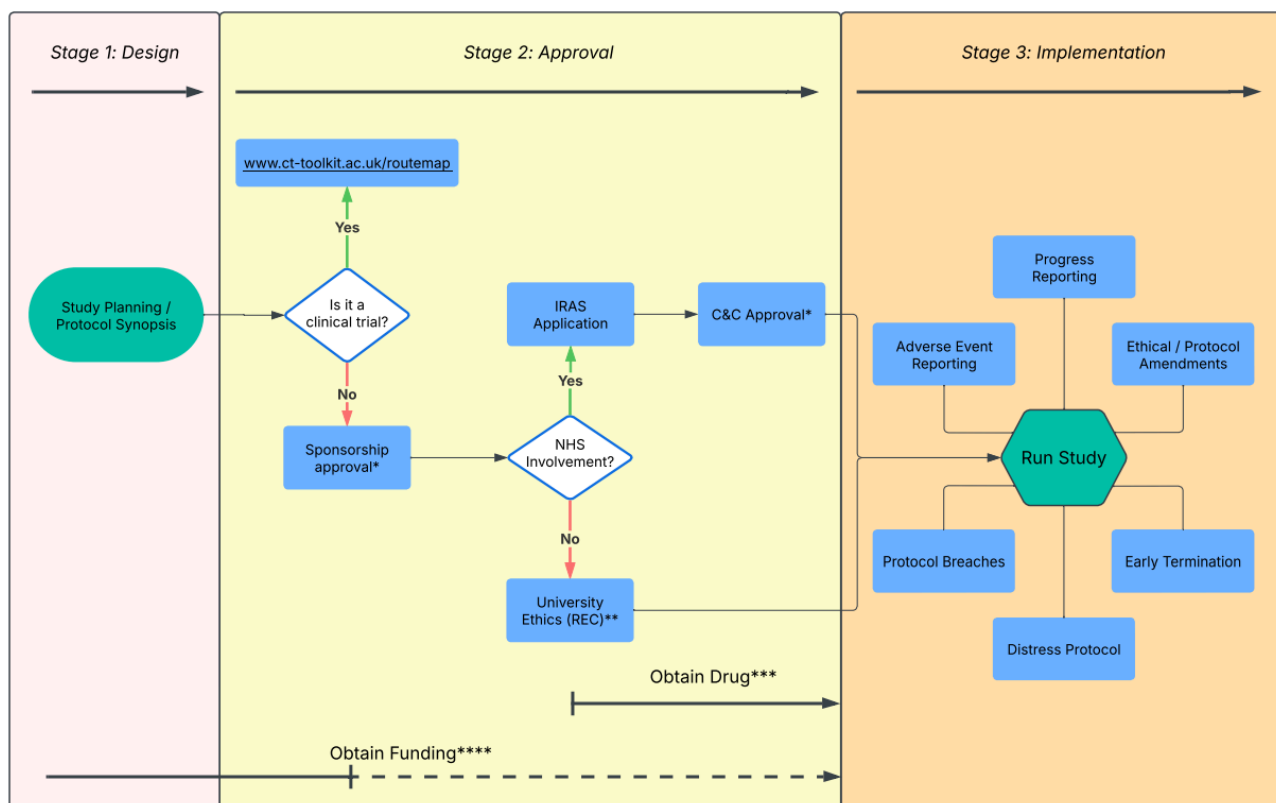 Stage 1: Design
Stage 2: Approval
Stage 3: Implementation
www.ct-toolkit.ac.uk/routemap
Yes
Study Planning /
Protocol Synopsis
Is it a
clinical trial?
No
Sponsorship
approval*
IRAS
Application
C&C Approval*
Yes
NHS
Involvement?
No
University
Ethics (REC)**
Progress
Reporting
Adverse Event
Reporting
Ethical / Protocol
Amendments
Run Study
Protocol Breaches
Early Termination
Distress Protocol
Obtain Drug***
Obtain Funding****